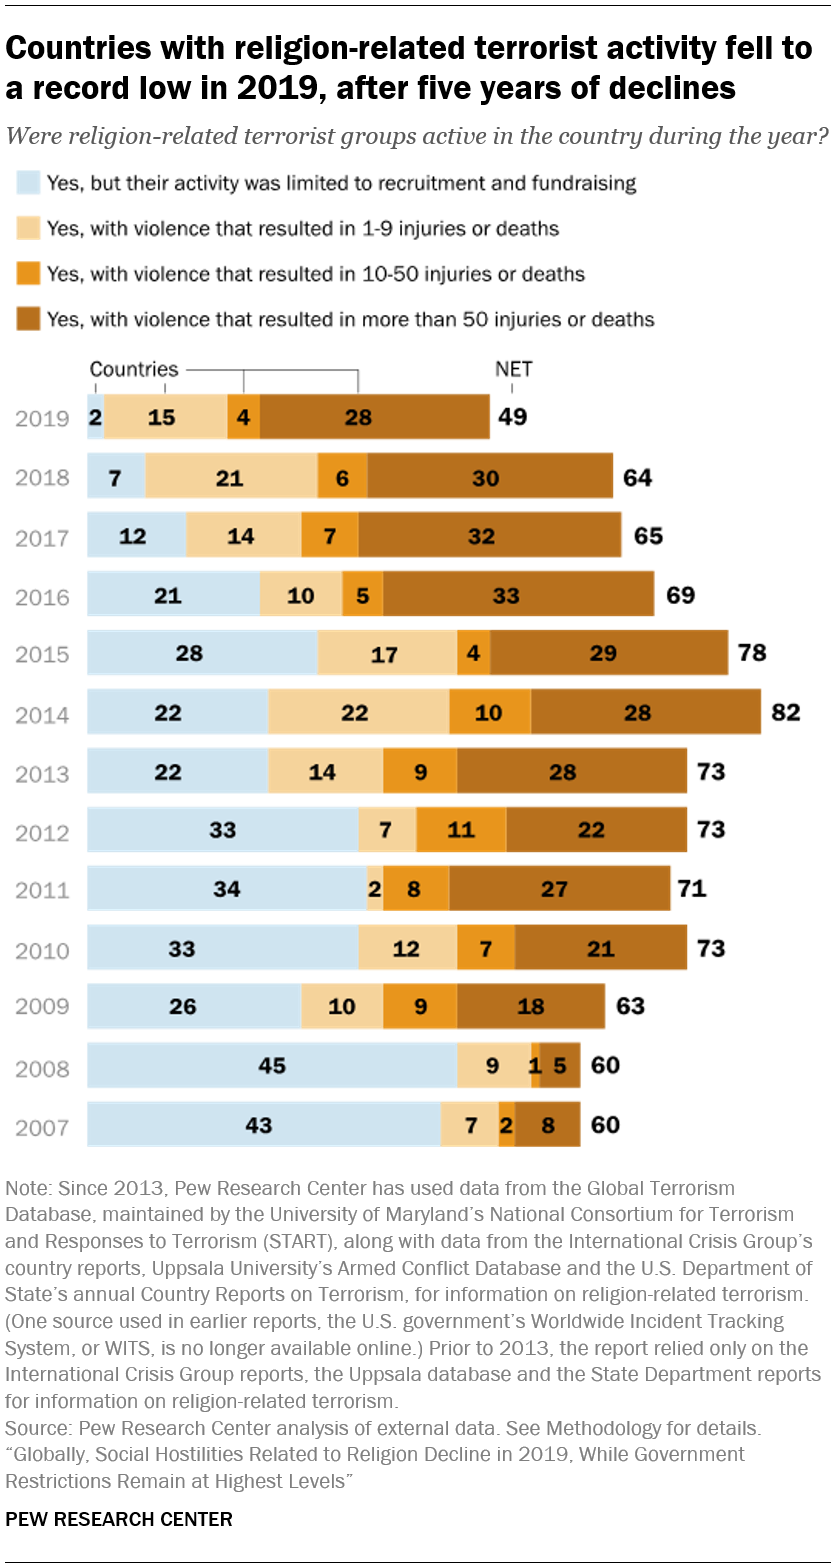 Countries with religion-related terrorist activity fell to
a record low in 2019, after five years of declines
Were religion-related terrorist groups active in the country during the year?
Yes, but their activity was limited to recruitment and fundraising
Yes, with violence that resulted in 1-9 injuries or deaths
Yes, with violence that resulted in 10-50 injuries or deaths
Yes, with violence that resulted in more than 50 injuries or deaths
Countries NET
2019 2 15 4 28 49
2018 7 21 6 30 64
2017 12 14 7 32 65
2016 21 10 5 33 69
2015 28 17 4 29 78
2014 22 22 10 28 82
2013 22 14 9 28 73
2012 33 7 11 22 73
2011 34 2 8 27 71
2010 33 12 7 21 73
2009 26 10 9 18 63
2008 45 9 1 5 60
2007 43 7 2 8 60
Note: Since 2013, Pew Research Center has used data from the Global Terrorism
Database, maintained by the University of Maryland's National Consortium for Terrorism
and Responses to Terrorism (START), along with data from the International Crisis Group's
country reports, Uppsala University's Armed Conflict Database and the U.S. Department of
State's annual Country Reports on Terrorism, for information on religion-related terrorism.
(One source used in earlier reports, the U.S. government's Worldwide Incident Tracking
System, or WITS, is no longer available online.) Prior to 2013, the report relied only on the
International Crisis Group reports, the Uppsala database and the State Department reports
for information on religion-related terrorism.
Source: Pew Research Center analysis of external data. See Methodology for details.
“Globally, Social Hostilities Related to Religion Decline in 2019, While Government
Restrictions Remain at Highest Levels”
PEW RESEARCH CENTER